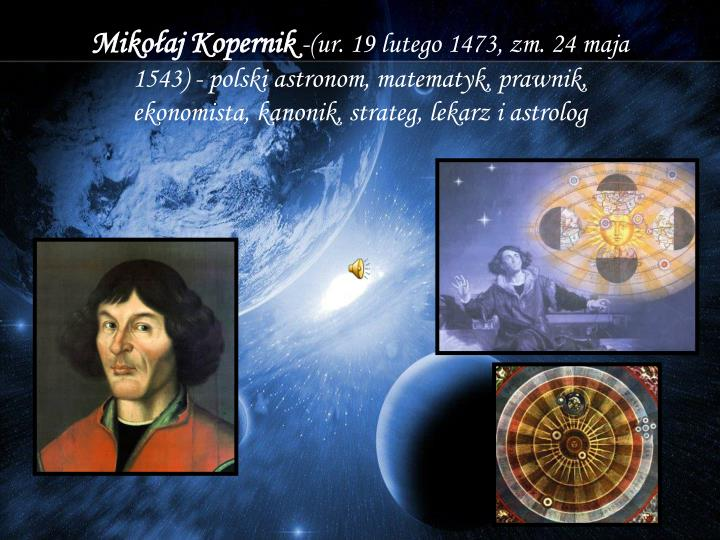 Mikołaj Kopernik -(ur. 19 lutego 1473, zm. 24 maja
1543) - polski astronom, matematyk, prawnik,
ekonomista, kanonik, strateg, lekarz i astrolog